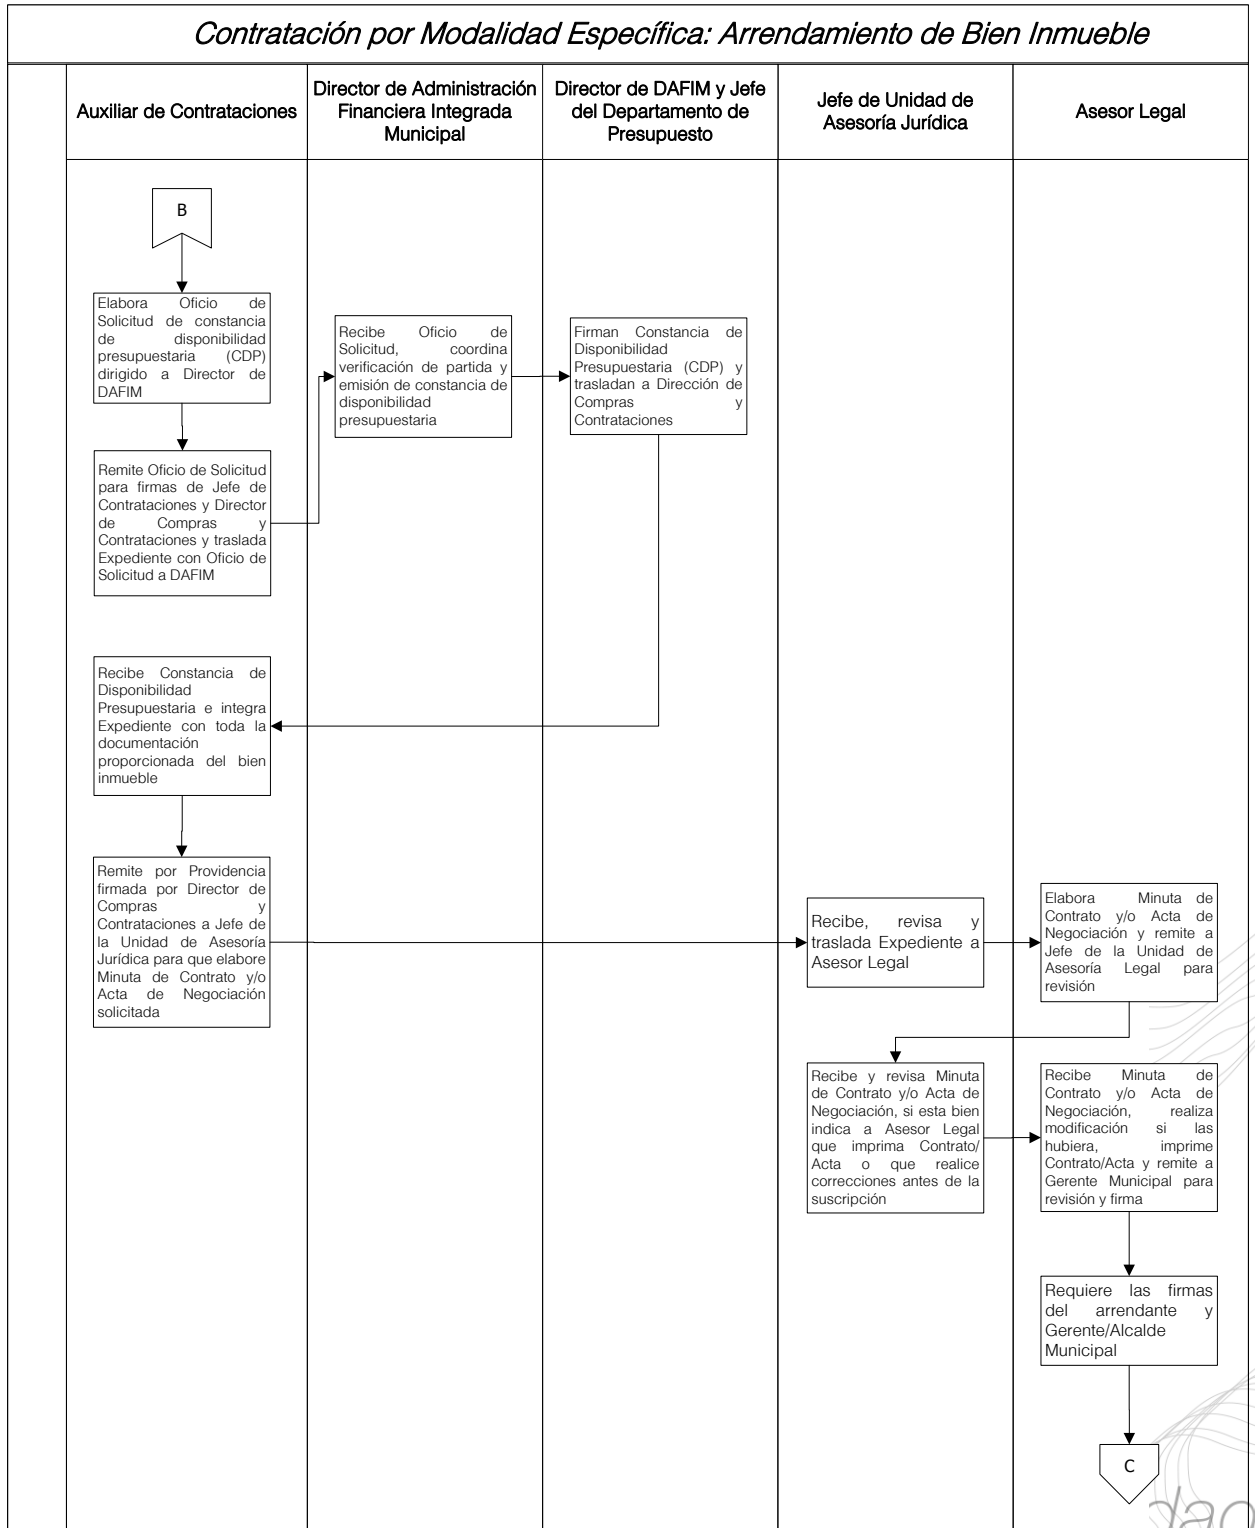 Contratación por Modalidad Específica: Arrendamiento de Bien Inmueble
Auxiliar de Contrataciones
Director de Administración
Financiera Integrada
Municipal
Director de DAFIM y Jefe
del Departamento de
Presupuesto
Jefe de Unidad de
Asesoría Jurídica
Asesor Legal
B
Elabora Oficio de
Solicitud de constancia
de disponibilidad
presupuestaria (CDP)
dirigido a Director de
DAFIM
Recibe Oficio de
Solicitud, coordina
verificación de partida y
emisión de constancia de
disponibilidad
presupuestaria
Firman Constancia de
Disponibilidad
Presupuestaria (CDP) y
trasladan a Dirección de
Compras y
Contrataciones
Remite Oficio de Solicitud
para firmas de Jefe de
Contrataciones y Director
de Compras y
Contrataciones y traslada
Expediente con Oficio de
Solicitud a DAFIM
Recibe Constancia de
Disponibilidad
Presupuestaria e integra
Expediente con toda la
documentación
proporcionada del bien
inmueble
Remite por Providencia
firmada por Director de
Compras y
Contrataciones a Jefe de
la Unidad de Asesoría
Jurídica para que elabore
Minuta de Contrato y/o
Acta de Negociación
solicitada
Recibe, revisa y
traslada Expediente a
Asesor Legal
Elabora Minuta de
Contrato y/o Acta de
Negociación y remite a
Jefe de la Unidad de
Asesoría Legal para
revisión
Recibe y revisa Minuta
de Contrato y/o Acta de
Negociación, si esta bien
indica a Asesor Legal
que imprima Contrato/
Acta o que realice
correcciones antes de la
suscripción
Recibe Minuta de
Contrato y/o Acta de
Negociación, realiza
modificación si las
hubiera, imprime
Contrato/Acta y remite a
Gerente Municipal para
revisión y firma
Requiere las firmas
del arrendante y
Gerente/Alcalde
Municipal
C